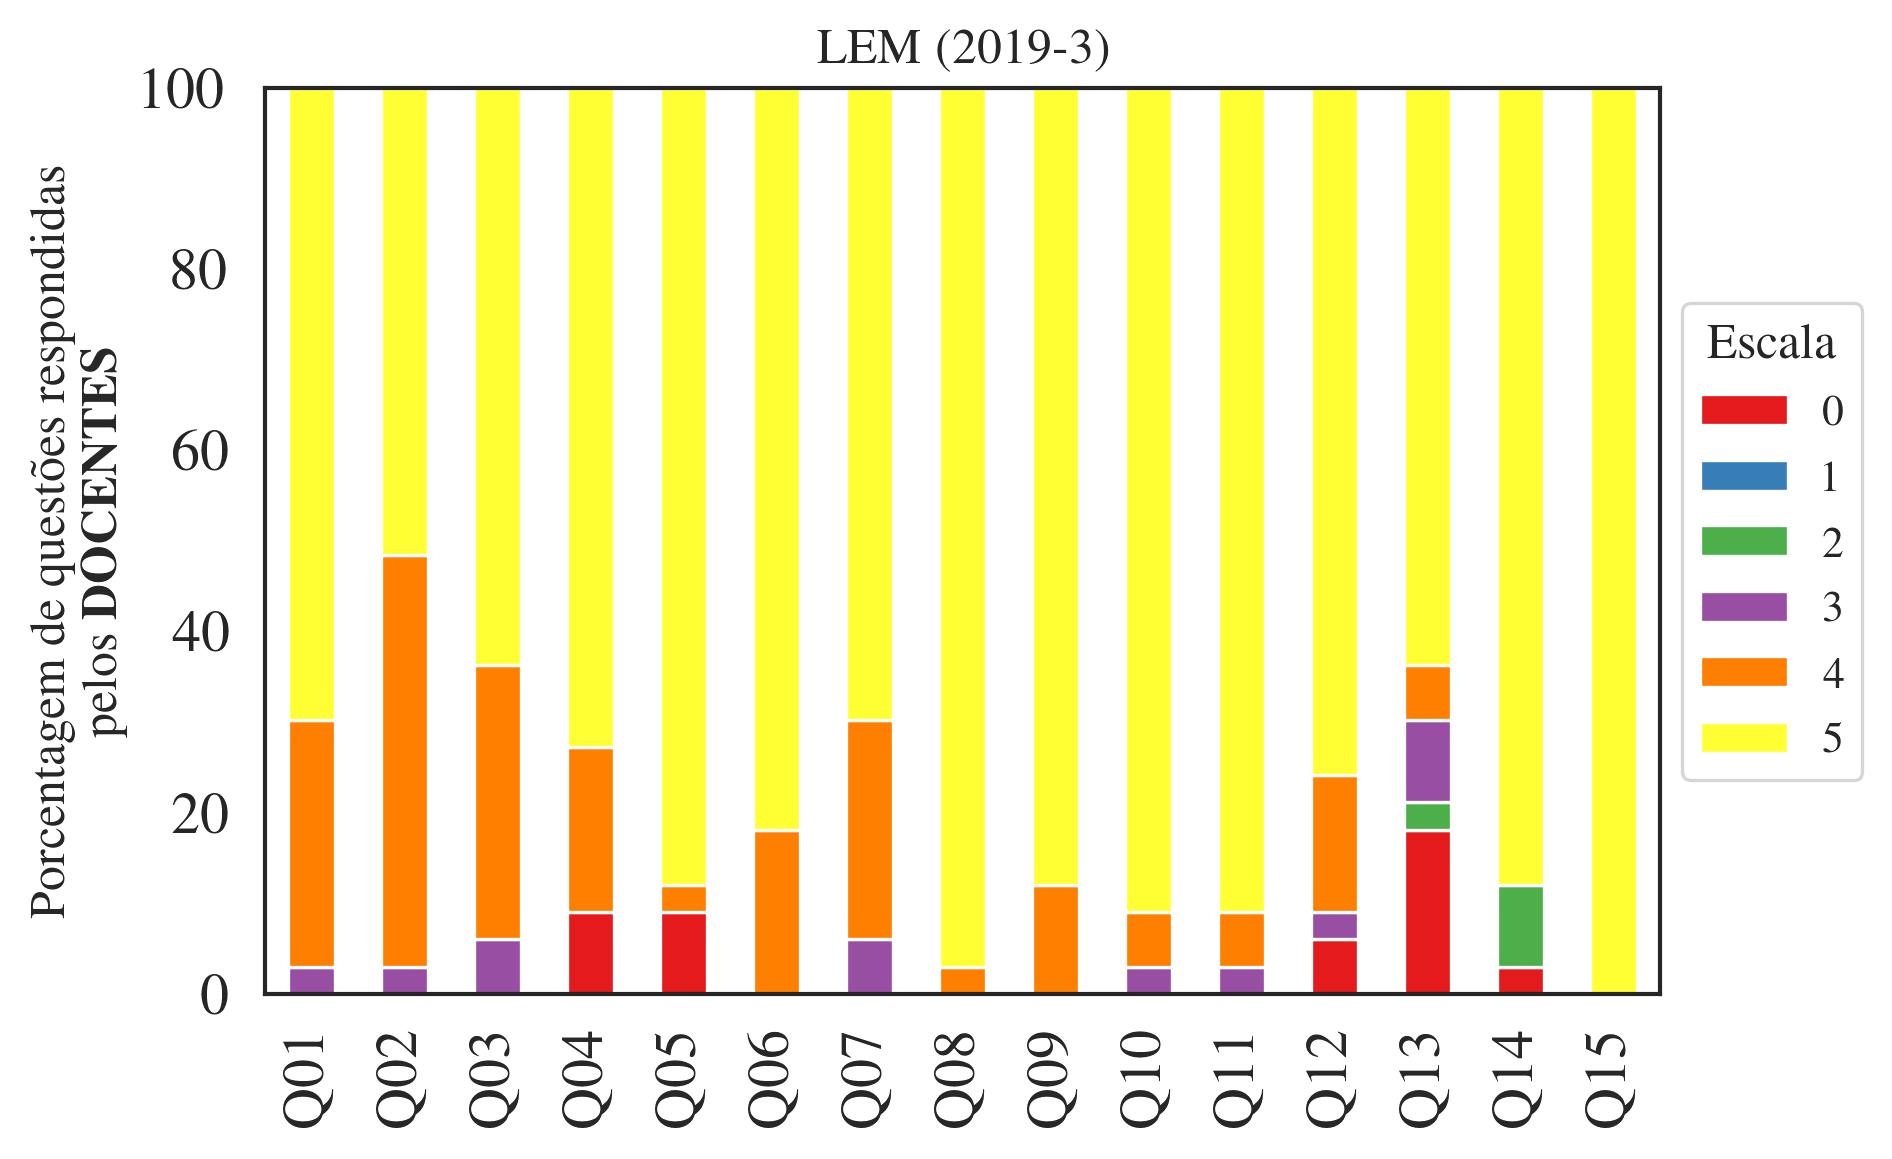 LEM (2019-3)
Porcentagem de questões respondidas
pelos DOCENTES
100
80
60
40
20
0
Q01
Q02
Q03
Q04
Q05
Q06
Q07
Q08
Q09
Q10
Q11
Q12
Q13
Q14
Q15
Escala
0
1
2
3
4
5